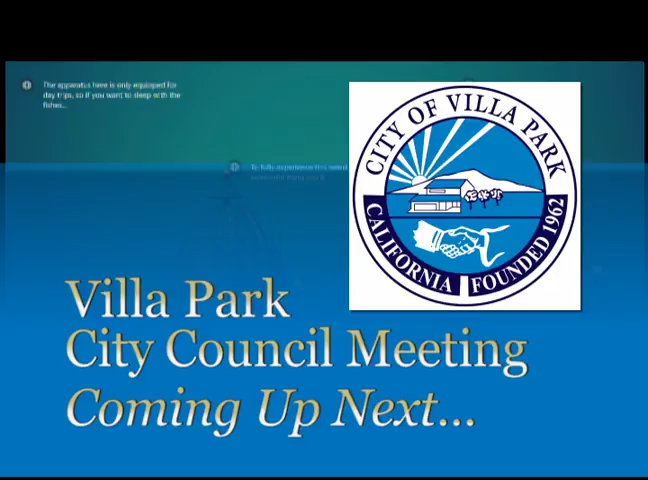 The apparatus here is only equipped for
day trips, so if you want to sleep with the
fishes...
CITY OF VILLA PARK
CALIFORNIA
FOUNDED 1962
Villa Park
City Council Meeting
Coming Up Next...